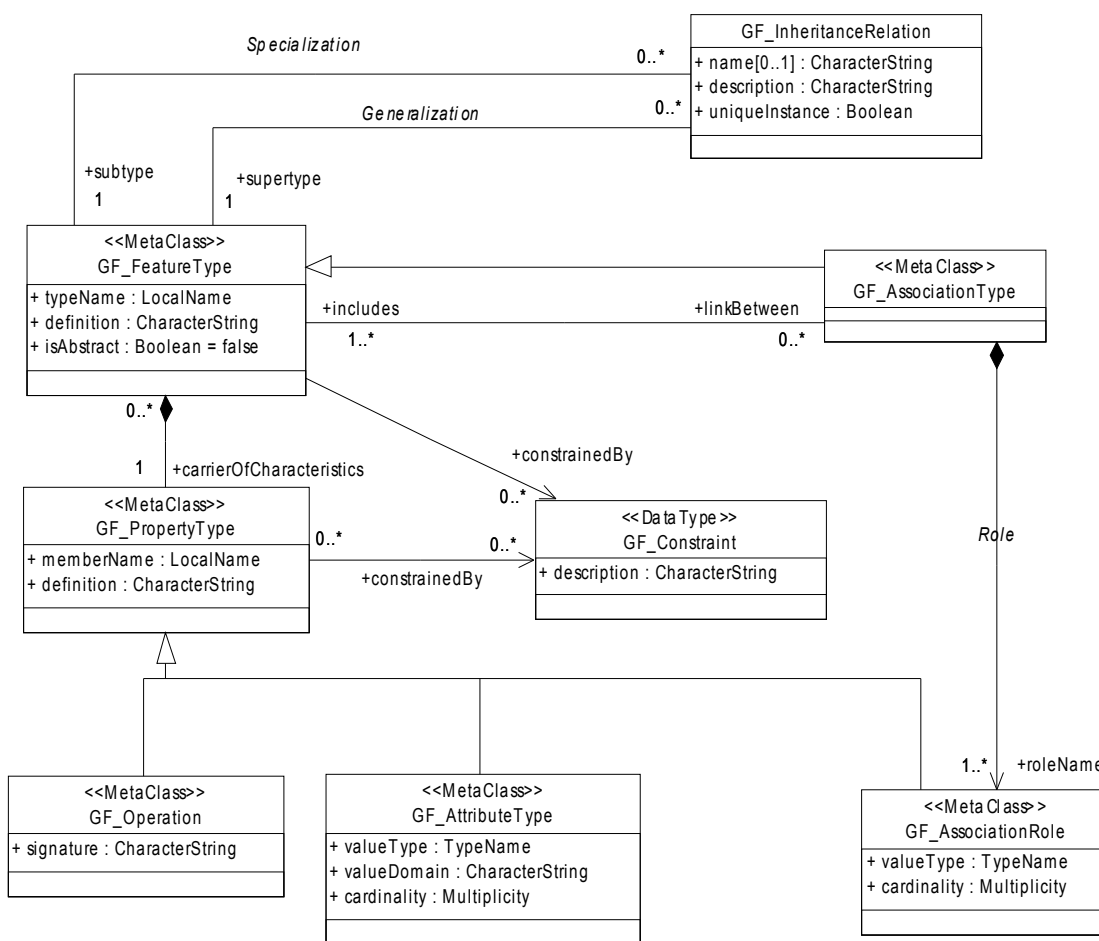 GF_InheritanceRelation
+ name[0..1] : CharacterString
+ description : CharacterString
+ uniqueInstance : Boolean
Specialization
0..*
Generalization
0..*
+subtype
1
+supertype
1
<<MetaClass>>
GF_FeatureType
+ typeName : LocalName
+ definition : CharacterString
+ isAbstract : Boolean = false
<<MetaClass>>
GF_AssociationType
+includes
1..*
+linkBetween
0..*
0..*
1
+carrierOfCharacteristics
+constrainedBy
0..*
<<MetaClass>>
GF_PropertyType
+ memberName : LocalName
+ definition : CharacterString
0..*
0..*
+constrainedBy
<<DataType>>
GF_Constraint
+ description : CharacterString
Role
1..*
+roleName
<<MetaClass>>
GF_Operation
+ signature : CharacterString
<<MetaClass>>
GF_AttributeType
+ valueType : TypeName
+ valueDomain : CharacterString
+ cardinality : Multiplicity
<<MetaClass>>
GF_AssociationRole
+ valueType : TypeName
+ cardinality : Multiplicity